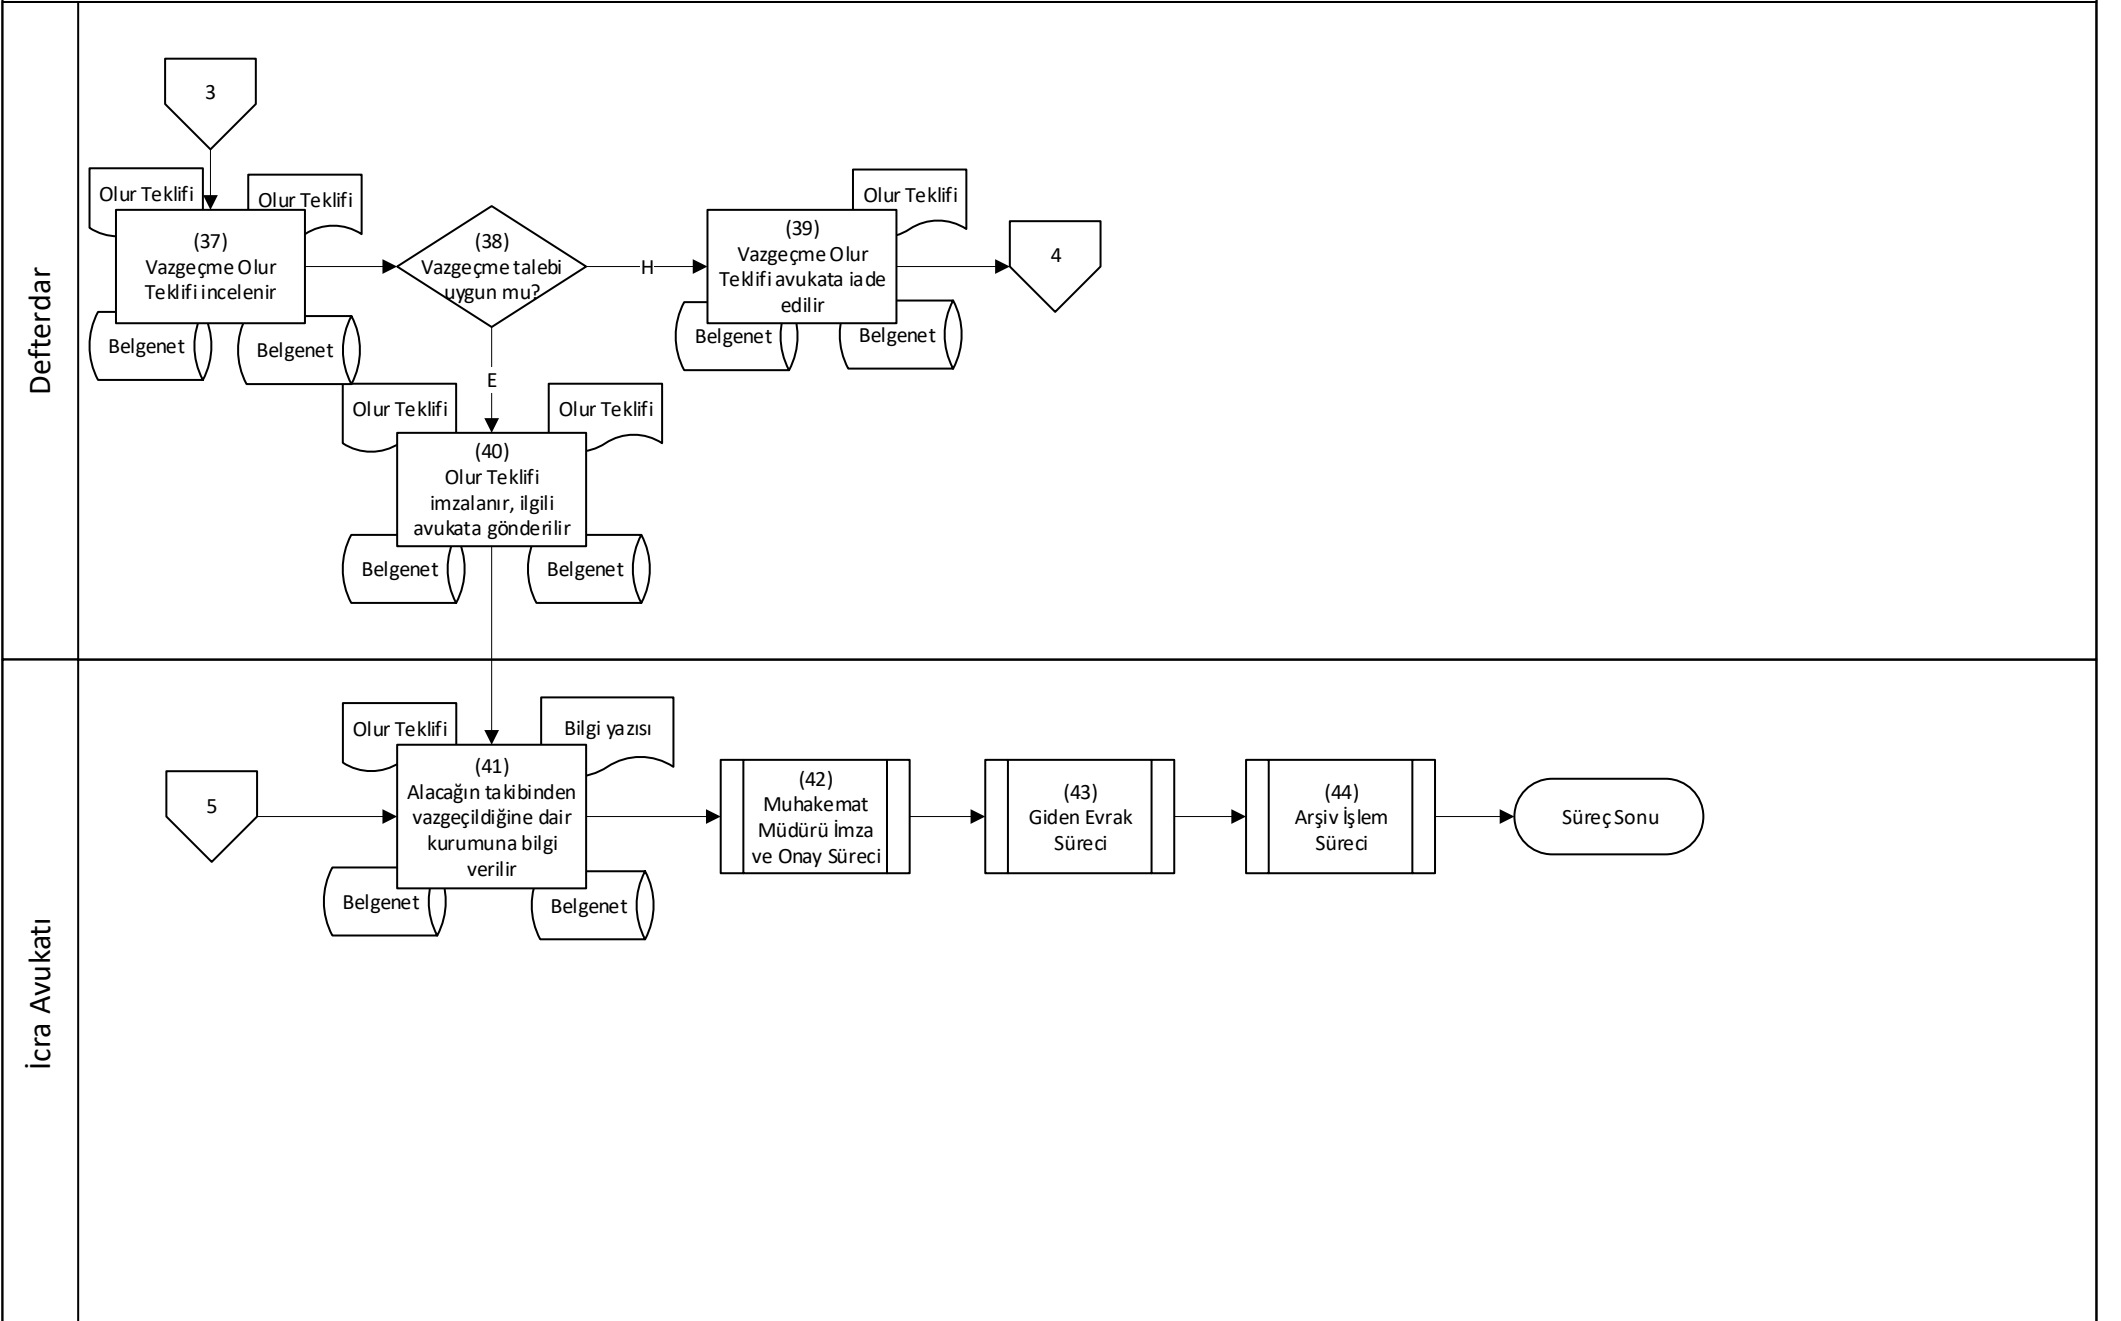 Defterdar
3
Olur Teklifi
Olur Teklifi
(37)
Vazgeçme Olur
Teklifi incelenir
Belgenet
Belgenet
(38)
Vazgeçme talebi
uygun mu?
H
E
Olur Teklifi
(39)
Vazgeçme Olur
Teklifi avukata iade
edilir
Belgenet
Belgenet
4
Olur Teklifi
Olur Teklifi
(40)
Olur Teklifi
imzalanır, ilgili
avukata gönderilir
Belgenet
Belgenet
İcra Avukatı
5
Olur Teklifi
Bilgi yazısı
(41)
Alacağın takibinden
vazgeçildiğine dair
kurumuna bilgi
verilir
Belgenet
Belgenet
(42)
Muhakemat
Müdürü İmza
ve Onay Süreci
(43)
Giden Evrak
Süreci
(44)
Arşiv İşlem
Süreci
Süreç Sonu